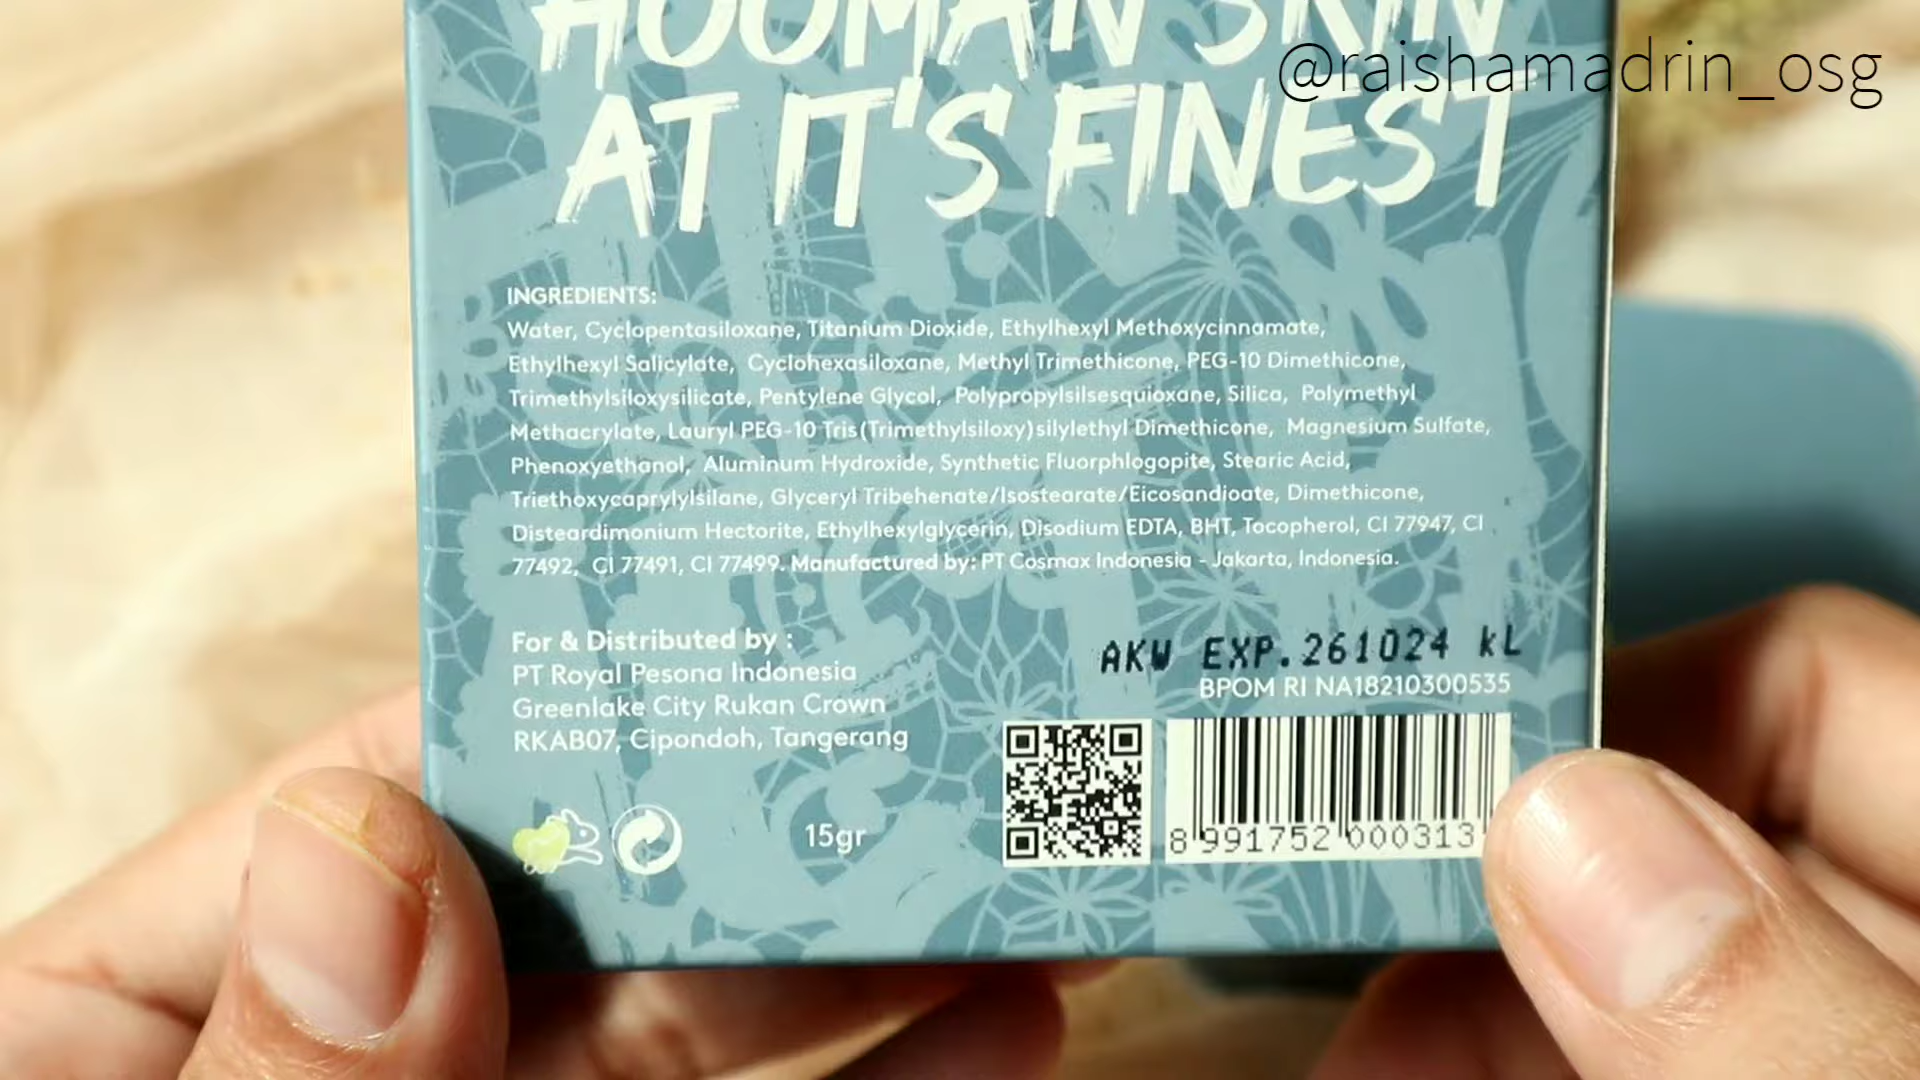 HOOMAN SKIN
@raishamadrin_osg
AT IT'S FINEST
INGREDIENTS:
Water, Cyclopentasiloxane, Titanium Dioxide, Ethylhexyl Methoxycinnamate,
Ethylhexyl Salicylate, Cyclohexasiloxane, Methyl Trimethicone, PEG-10 Dimethicone,
Trimethylsiloxysilicate, Pentylene Glycol, Polypropylsilsesquioxane, Silica, Polymethyl
Methacrylate, Lauryl PEG-10 Tris(Trimethylsiloxy)silylethyl Dimethicone, Magnesium Sulfate,
Phenoxyethanol, Aluminum Hydroxide, Synthetic Fluorphlogopite, Stearic Acid,
Triethoxycaprylylsilane, Glyceryl Tribehenate/Isostearate/Eicosandioate, Dimethicone,
Disteardimonium Hectorite, Ethylhexylglycerin, Disodium EDTA, BHT, Tocopherol, CI 77947, CI
77492, CI 77491, CI 77499. Manufactured by: PT Cosmax Indonesia - Jakarta, Indonesia.
For & Distributed by :
PT Royal Pesona Indonesia
Greenlake City Rukan Crown
RKAB07, Cipondoh, Tangerang
AKW EXP.261024 KL
BPOM RI NA18210300535
15gr
8 991752 000313